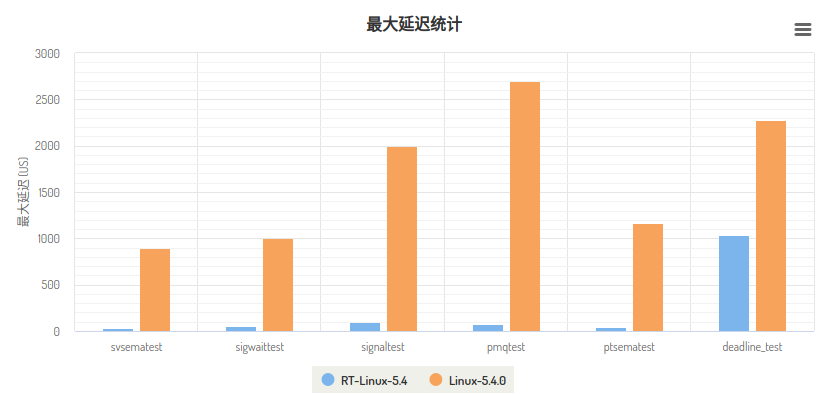 最大延迟统计
最大延迟 (US)
3000
2500
2000
1500
1000
500
0
svsematest sigwaittest signaltest pmqtest ptsematest deadline_test
RT-Linux-5.4 Linux-5.4.0